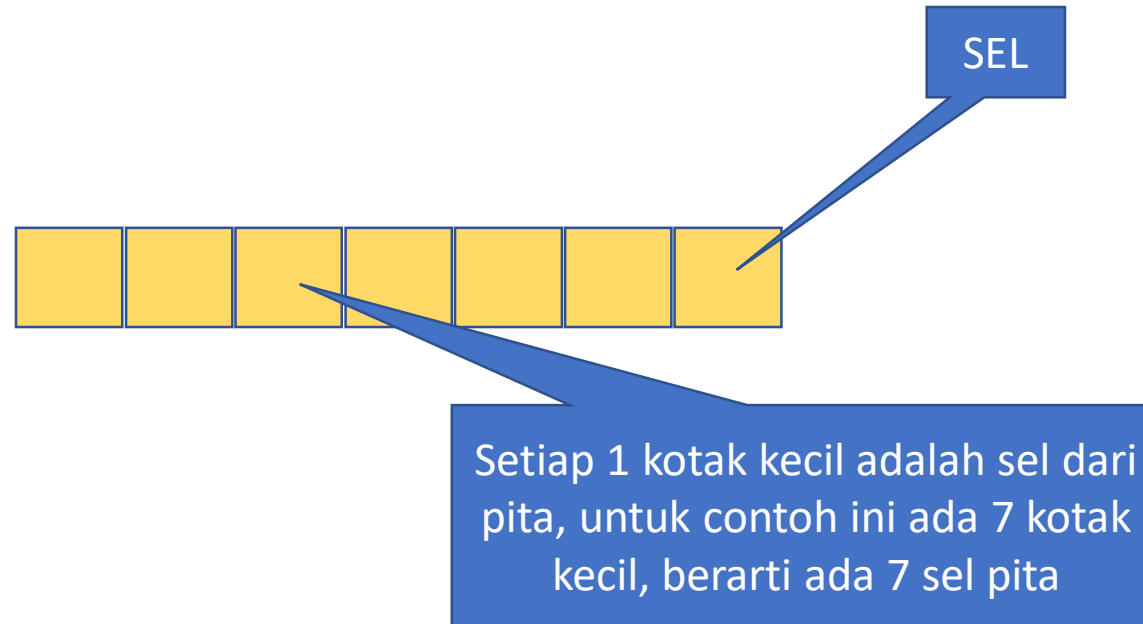 SEL
Setiap 1 kotak kecil adalah sel dari
pita, untuk contoh ini ada 7 kotak
kecil, berarti ada 7 sel pita